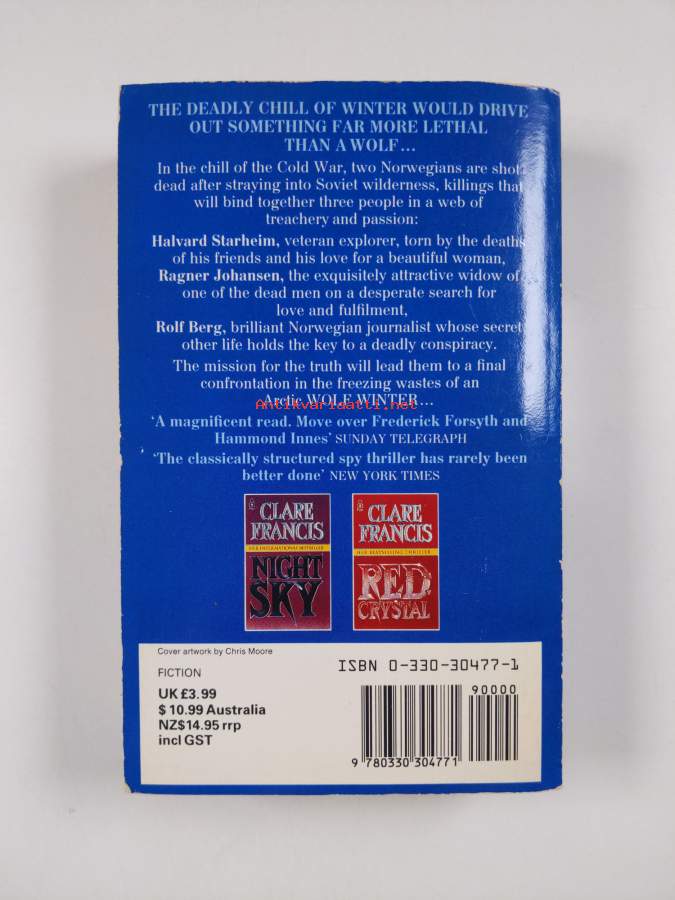 THE DEADLY CHILL OF WINTER WOULD DRIVE
OUT SOMETHING FAR MORE LETHAL
THAN A WOLF...
In the chill of the Cold War, two Norwegians are shot
dead after straying into Soviet wilderness, killings that
will bind together three people in a web of
treachery and passion:
Halvard Starheim, veteran explorer, torn by the deaths
of his friends and his love for a beautiful woman,
Ragner Johansen, the exquisitely attractive widow of
one of the dead men on a desperate search for
love and fulfilment,
Rolf Berg, brilliant Norwegian journalist whose secret
other life holds the key to a deadly conspiracy.
The mission for the truth will lead them to a final
confrontation in the freezing wastes of an
Arctic WOLF WINTER...
Antikvariaatti.net
'A magnificent read. Move over Frederick Forsyth and
Hammond Innes' SUNDAY TELEGRAPH
'The classically structured spy thriller has rarely been
better done' NEW YORK TIMES
CLARE
FRANCIS
HER INTERNATIONAL BESTSELLER
NIGHT
SKY
CLARE
FRANCIS
HER BESTSELLING THRILLER
RED
CRYSTAL
Cover artwork by Chris Moore
FICTION
UK £3.99
$ 10.99 Australia
NZ$14.95 rrp
incl GST
ISBN 0-330-30477-1
90000
9 780330 304771